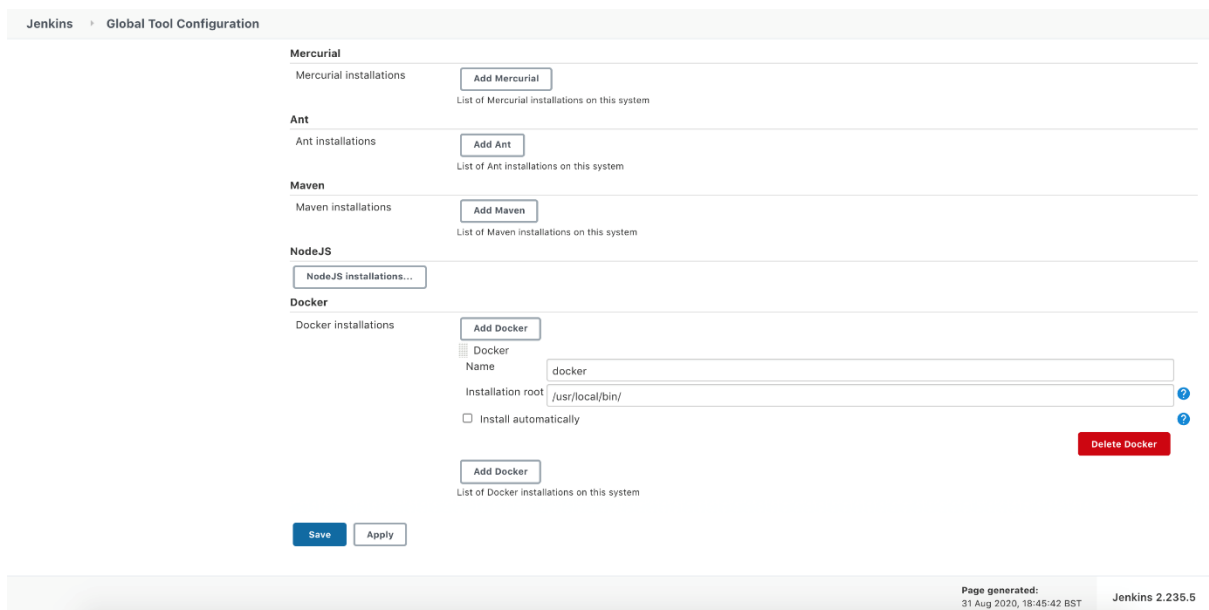 Jenkins Global Tool Configuration
Mercurial
Mercurial installations Add Mercurial
List of Mercurial installations on this system
Ant
Ant installations Add Ant
List of Ant installations on this system
Maven
Maven installations Add Maven
List of Maven installations on this system
NodeJS
NodeJS installations...
Docker
Docker installations Add Docker
Docker
Name docker
Installation root /usr/local/bin/ ?
Install automatically ?
Delete Docker
Add Docker
List of Docker installations on this system
Save Apply
Page generated:
31 Aug 2020, 18:45:42 BST
Jenkins 2.235.5